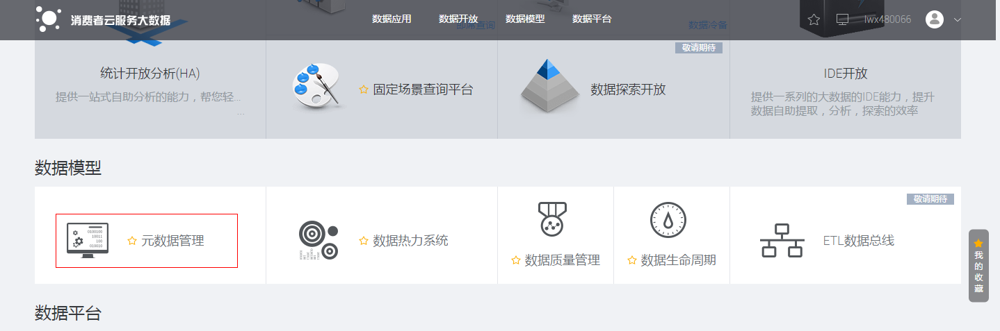 消费者云服务大数据
数据应用
数据开放
数据模型
数据平台
lwx480066
即席查询
数据冷备
敬请期待
统计开放分析(HA)
提供一站式自助分析的能力，帮您轻...
...
固定场景查询平台
数据探索开放
IDE开放
提供一系列的大数据的IDE能力，提升
数据自助提取，分析，探索的效率
数据模型
敬请期待
0100100
10011
100
010010
元数据管理
数据热力系统
数据质量管理
数据生命周期
ETL数据总线
我
的
收
藏
数据平台